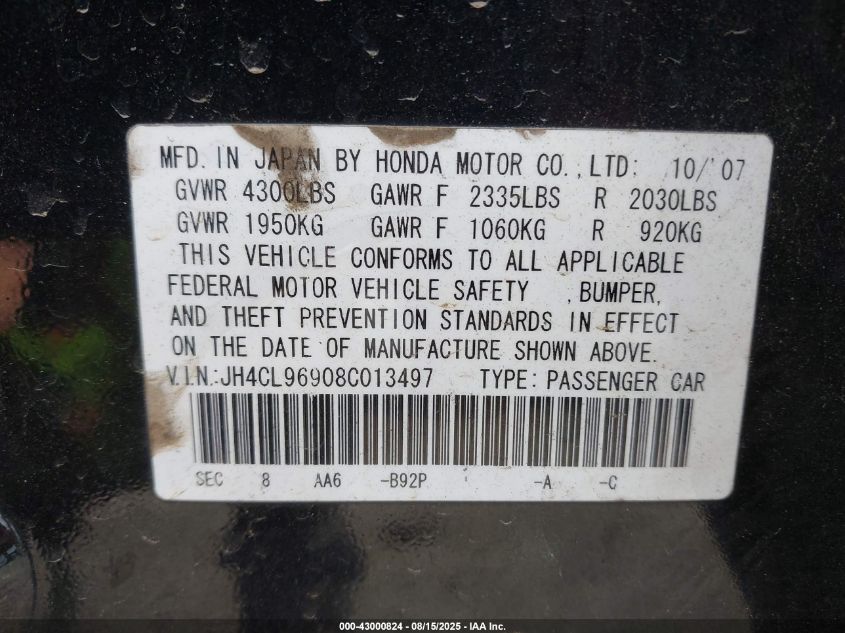 MFD. IN JAPAN BY HONDA MOTOR CO., LTD: 10/'07
GVWR 4300LBS GAWR F 2335LBS R 2030LBS
GVWR 1950KG GAWR F 1060KG R 920KG
THIS VEHICLE CONFORMS TO ALL APPLICABLE
FEDERAL MOTOR VEHICLE SAFETY , BUMPER,
AND THEFT PREVENTION STANDARDS IN EFFECT
ON THE DATE OF MANUFACTURE SHOWN ABOVE.
V.I.N:JH4CL96908C013497 TYPE: PASSENGER CAR
SEC 8 AA6 -B92P -A -C
000-43000824 - 08/15/2025 - IAA Inc.